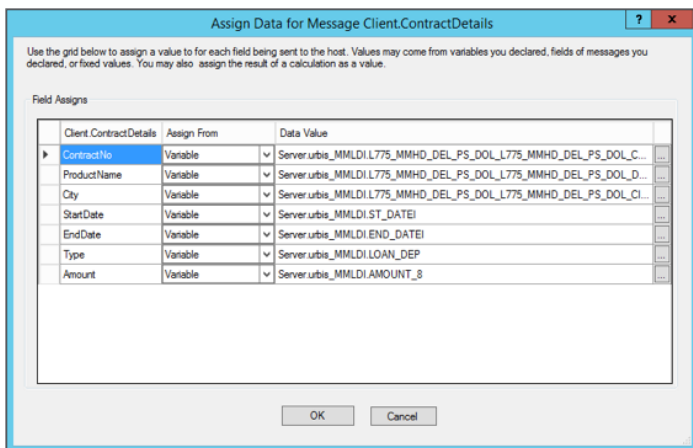 Assign Data for Message Client.ContractDetails
? x
Use the grid below to assign a value to for each field being sent to the host. Values may come from variables you declared, fields of messages you
declared, or fixed values. You may also assign the result of a calculation as a value.
Field Assigns
Client.ContractDetails Assign From Data Value
ContractNo Variable Server.urbis_MMLDI.L775_MMHD_DEL_PS_DOL_L775_MMHD_DEL_PS_DOL_C... ...
ProductName Variable Server.urbis_MMLDI.L775_MMHD_DEL_PS_DOL_L775_MMHD_DEL_PS_DOL_D... ...
City Variable Server.urbis_MMLDI.L775_MMHD_DEL_PS_DOL_L775_MMHD_DEL_PS_DOL_CI... ...
StartDate Variable Server.urbis_MMLDI.ST_DATEI ...
EndDate Variable Server.urbis_MMLDI.END_DATEI ...
Type Variable Server.urbis_MMLDI.LOAN_DEP ...
Amount Variable Server.urbis_MMLDI.AMOUNT_8 ...
OK Cancel